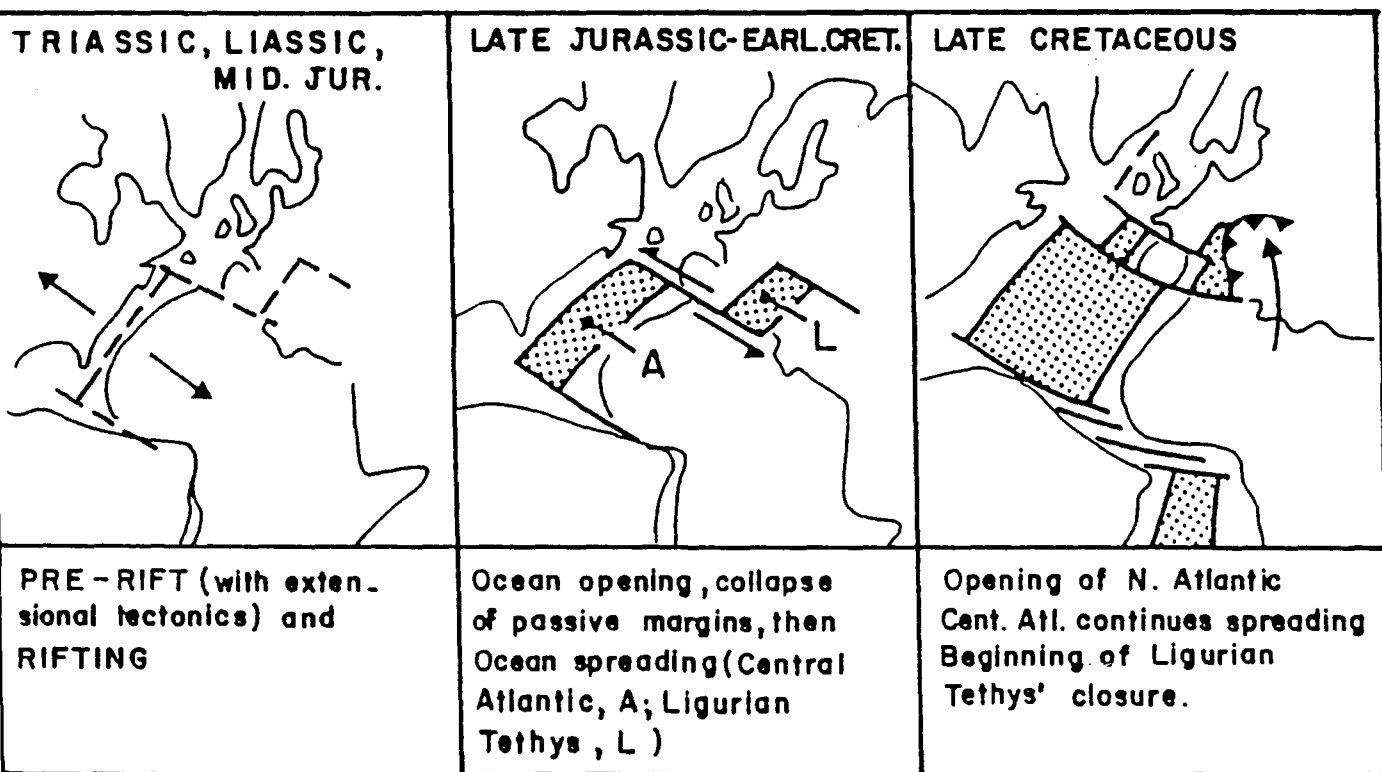 TRIASSIC, LIASSIC,
MID. JUR.
PRE-RIFT (with exten-
sional tectonics) and
RIFTING
LATE JURASSIC-EARL.CRET.
A
L
Ocean opening, collapse
of passive margins, then
Ocean spreading (Central
Atlantic, A; Ligurian
Tethys, L )
LATE CRETACEOUS
Opening of N. Atlantic
Cent. Atl. continues spreading
Beginning of Ligurian
Tethys' closure.